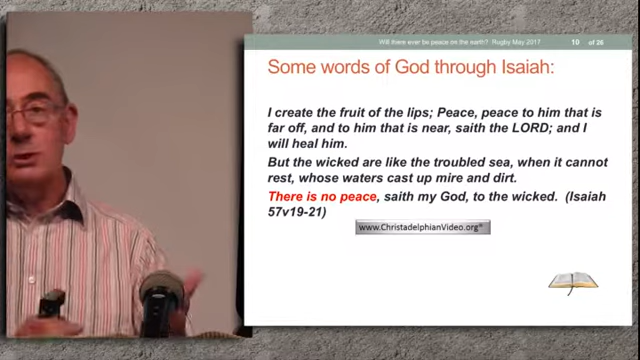 Will there ever be peace on the earth? Rugby May 2017 10 of 26
Some words of God through Isaiah:
I create the fruit of the lips; Peace, peace to him that is
far off, and to him that is near, saith the LORD; and I
will heal him.
But the wicked are like the troubled sea, when it cannot
rest, whose waters cast up mire and dirt.
There is no peace, saith my God, to the wicked. (Isaiah
57v19-21)
www.ChristadelphianVideo.org